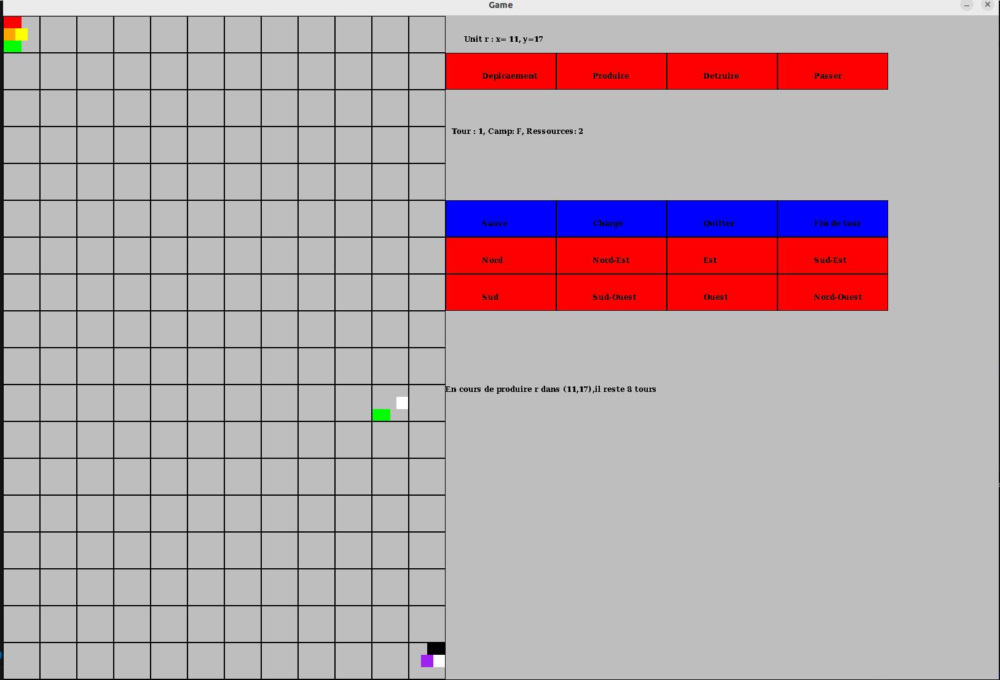 Game
Unit r : x= 11, y=17
Deplcaement Produire Detruire Passer
Tour : 1, Camp: F, Ressources: 2
Sauve Charge Quitter Fin de tour
Nord Nord-Est Est Sud-Est
Sud Sud-Ouest Ouest Nord-Ouest
En cours de produire r dans (11,17),il reste 8 tours